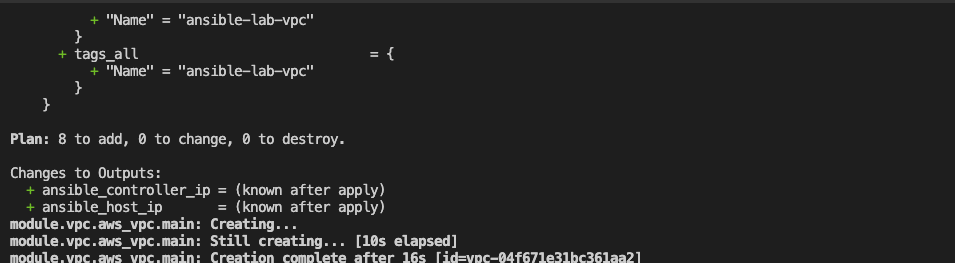 + "Name" = "ansible-lab-vpc"
}
+ tags_all = {
+ "Name" = "ansible-lab-vpc"
}
}
Plan: 8 to add, 0 to change, 0 to destroy.
Changes to Outputs:
+ ansible_controller_ip = (known after apply)
+ ansible_host_ip = (known after apply)
module.vpc.aws_vpc.main: Creating...
module.vpc.aws_vpc.main: Still creating... [10s elapsed]
module.vpc.aws_vpc.main: Creation complete after 16s [id=vpc-04f671e31bc361aa2]